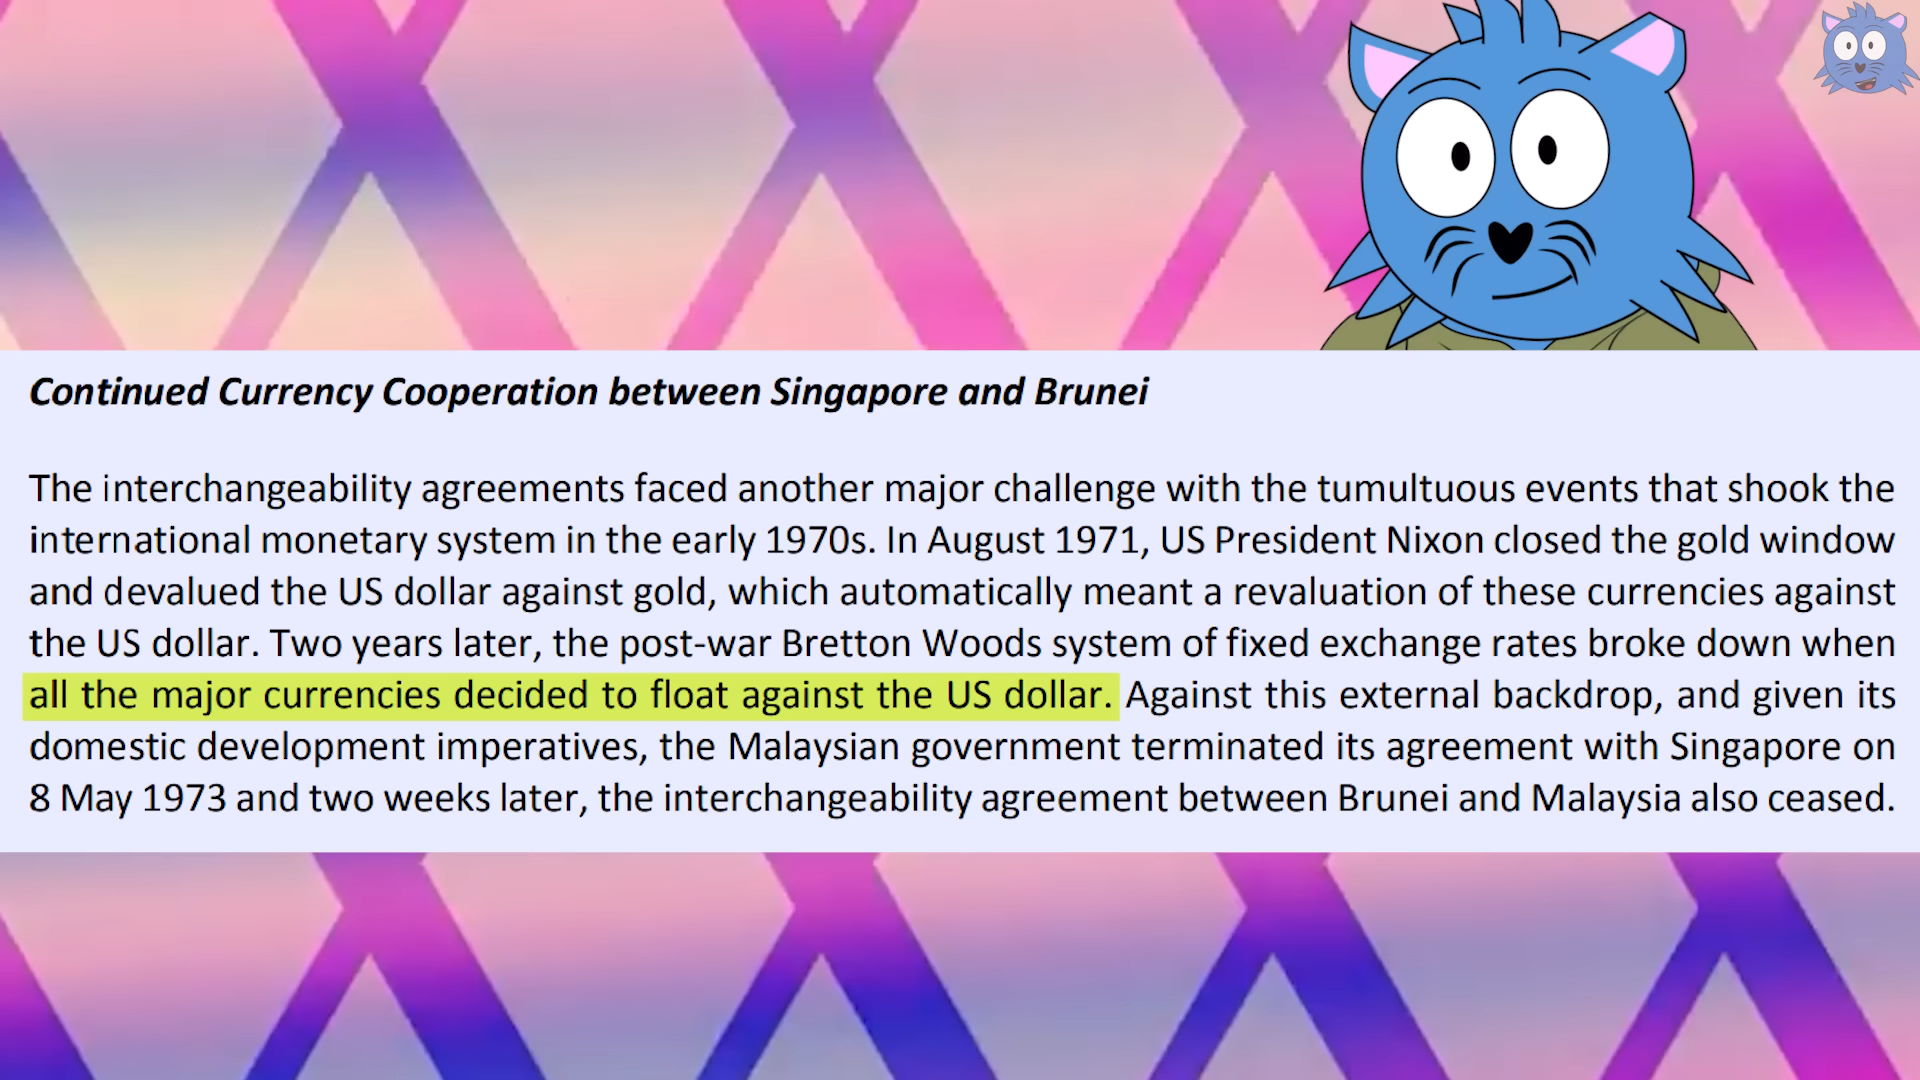 Continued Currency Cooperation between Singapore and Brunei
The interchangeability agreements faced another major challenge with the tumultuous events that shook the
international monetary system in the early 1970s. In August 1971, US President Nixon closed the gold window
and devalued the US dollar against gold, which automatically meant a revaluation of these currencies against
the US dollar. Two years later, the post-war Bretton Woods system of fixed exchange rates broke down when
all the major currencies decided to float against the US dollar. Against this external backdrop, and given its
domestic development imperatives, the Malaysian government terminated its agreement with Singapore on
8 May 1973 and two weeks later, the interchangeability agreement between Brunei and Malaysia also ceased.